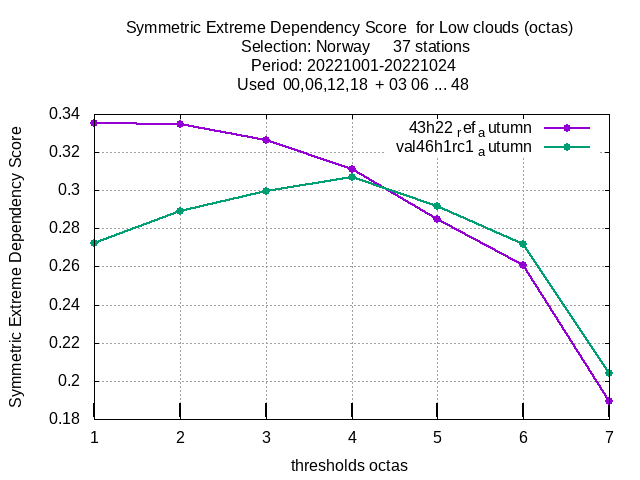 Symmetric Extreme Dependency Score  for Low clouds (octas)
Selection: Norway     37 stations
Period: 20221001-20221024
Used  00,06,12,18  + 03 06 ... 48
43h22 refautumn
val46h1rc1 autumn
Symmetric Extreme Dependency Score
0.34
0.32
0.3
0.28
0.26
0.24
0.22
0.2
0.18
1 2 3 4 5 6 7
thresholds octas